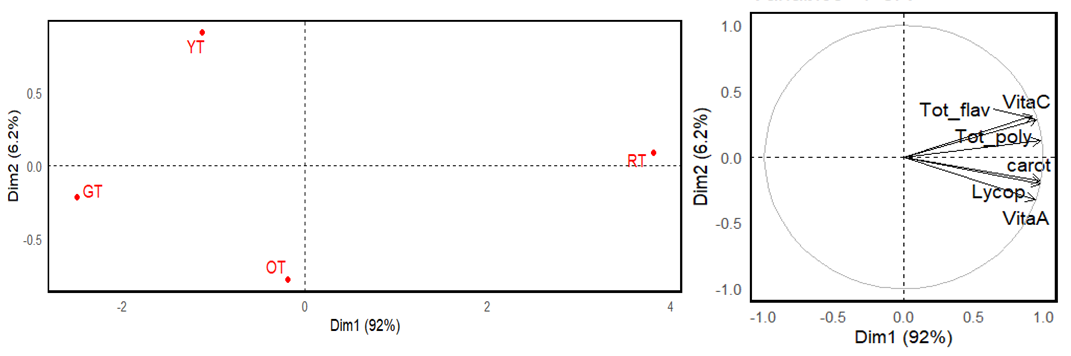 YT
GT
OT
RT
0.5
0.0
-0.5
-2
0
2
4
Dim2 (6.2%)
Dim1 (92%)
1.0
0.5
0.0
-0.5
-1.0
-1.0
-0.5
0.0
0.5
1.0
Dim2 (6.2%)
Dim1 (92%)
Tot_flav
VitaC
Tot_poly
carot
Lycop
VitaA